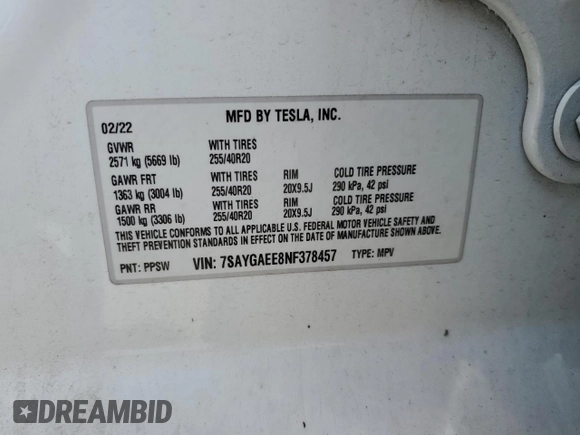 MFD BY TESLA, INC.
02/22
GVWR WITH TIRES
2571 kg (5669 lb) 255/40R20
GAWR FRT WITH TIRES RIM COLD TIRE PRESSURE
1363 kg (3004 lb) 255/40R20 20X9.5J 290 kPa, 42 psi
GAWR RR WITH TIRES RIM COLD TIRE PRESSURE
1500 kg (3306 lb) 255/40R20 20X9.5J 290 kPa, 42 psi
THIS VEHICLE CONFORMS TO ALL APPLICABLE U.S. FEDERAL MOTOR VEHICLE SAFETY AND
THEFT PREVENTION STANDARDS IN EFFECT ON THE DATE OF MANUFACTURE SHOWN ABOVE.
PNT: PPSW VIN: 7SAYGAEE8NF378457 TYPE: MPV
DREAMBID